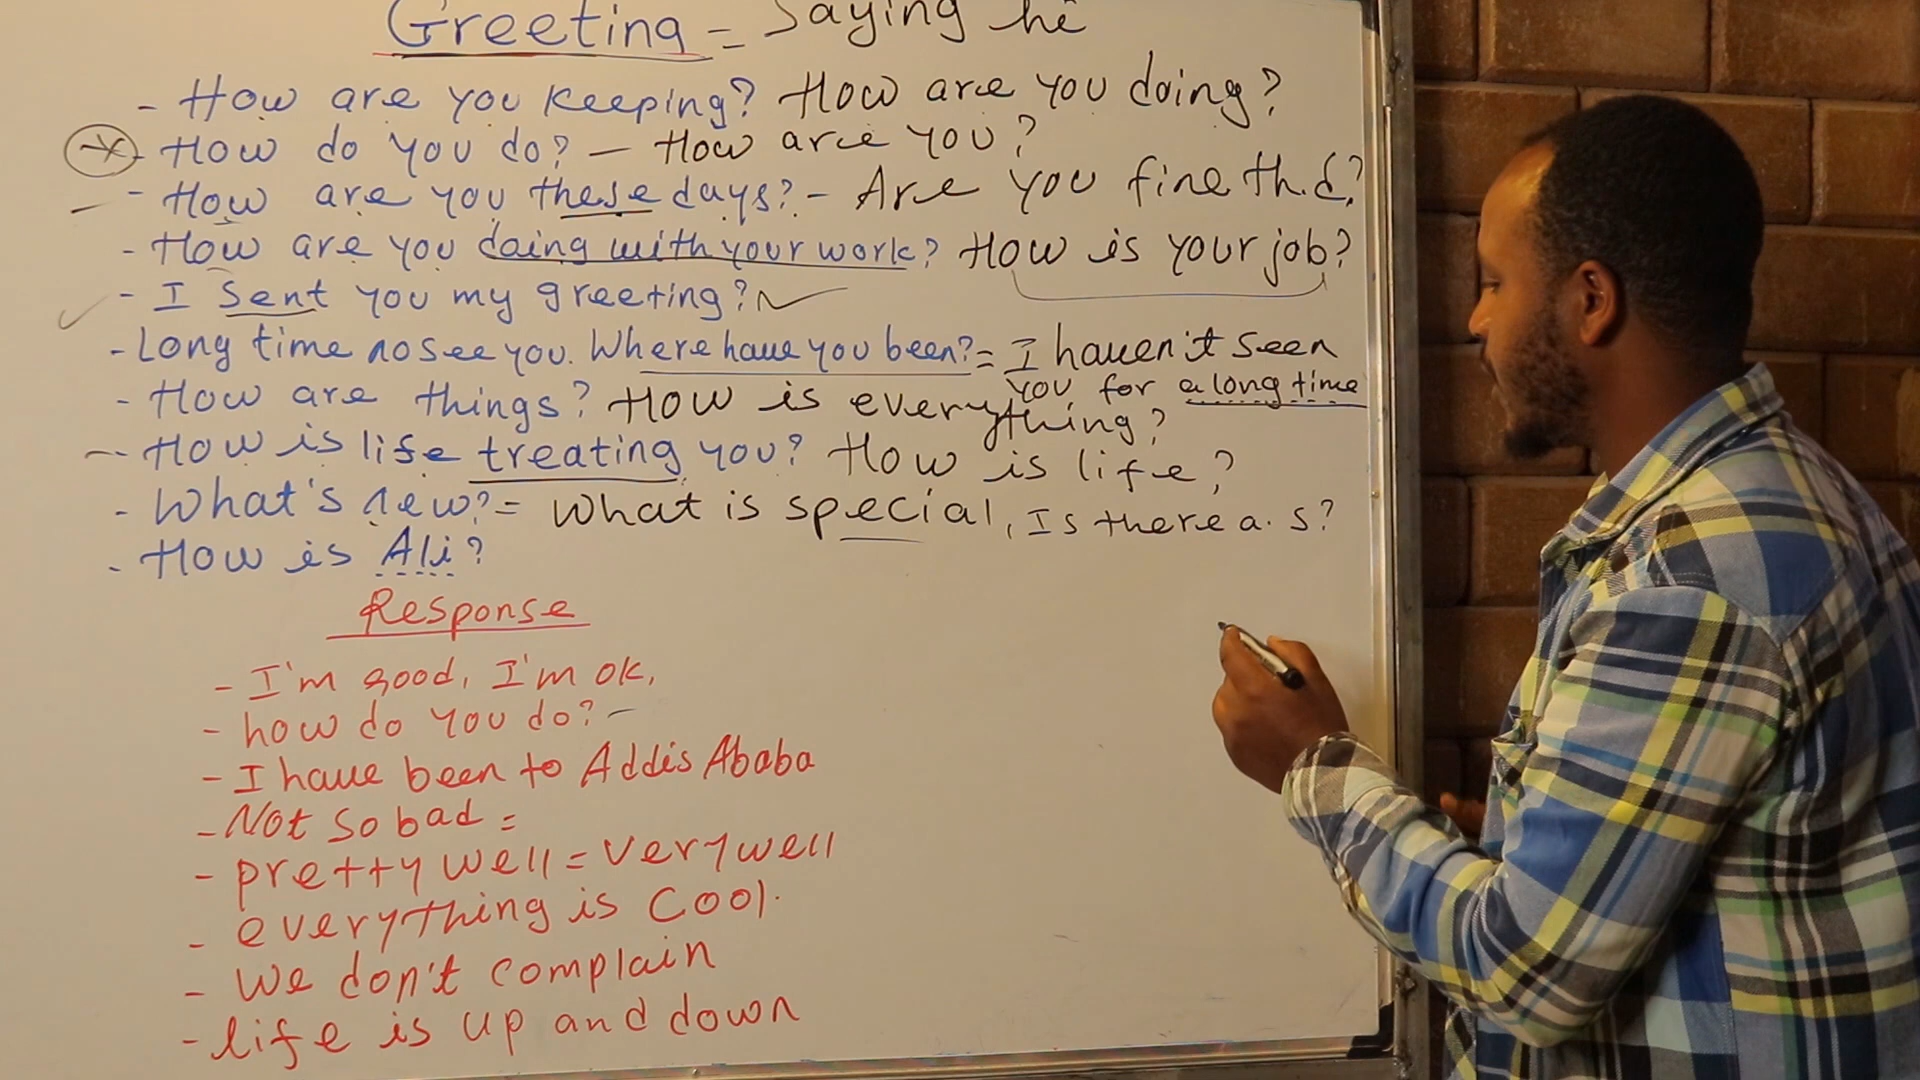 Greeting = Saying hi
- How are you keeping? How are you doing?
- How do you do? - How are you?
- How are you these days? - Are you fine th.d?
- How are you doing with your work? How is your job?
- I sent you my greeting?
- Long time no see you. Where have you been? = I haven't seen
you for a long time
- How are things? How is everything?
- How is life treating you? How is life?
- What's new? = What is special, Is there a. s?
- How is Ali?
Response
- I'm good, I'm ok,
- how do you do? -
- I have been to Addis Ababa
- Not so bad =
- pretty well = very well
- everything is cool.
- we don't complain
- life is up and down